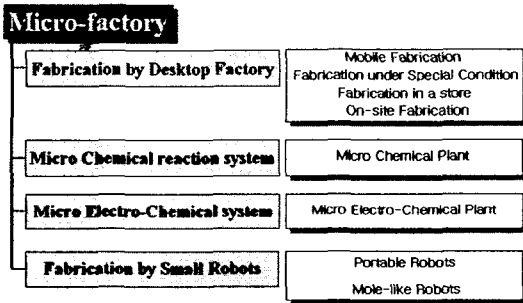 Micro-factory
Fabrication by Desktop Factory
Mobile Fabrication
Fabrication under Special Condition
Fabrication in a store
On-site Fabrication
Micro Chemical reaction system
Micro Chemical Plant
Micro Electro-Chemical system
Micro Electro-Chemical Plant
Fabrication by Small Robots
Portable Robots
Mole-like Robots